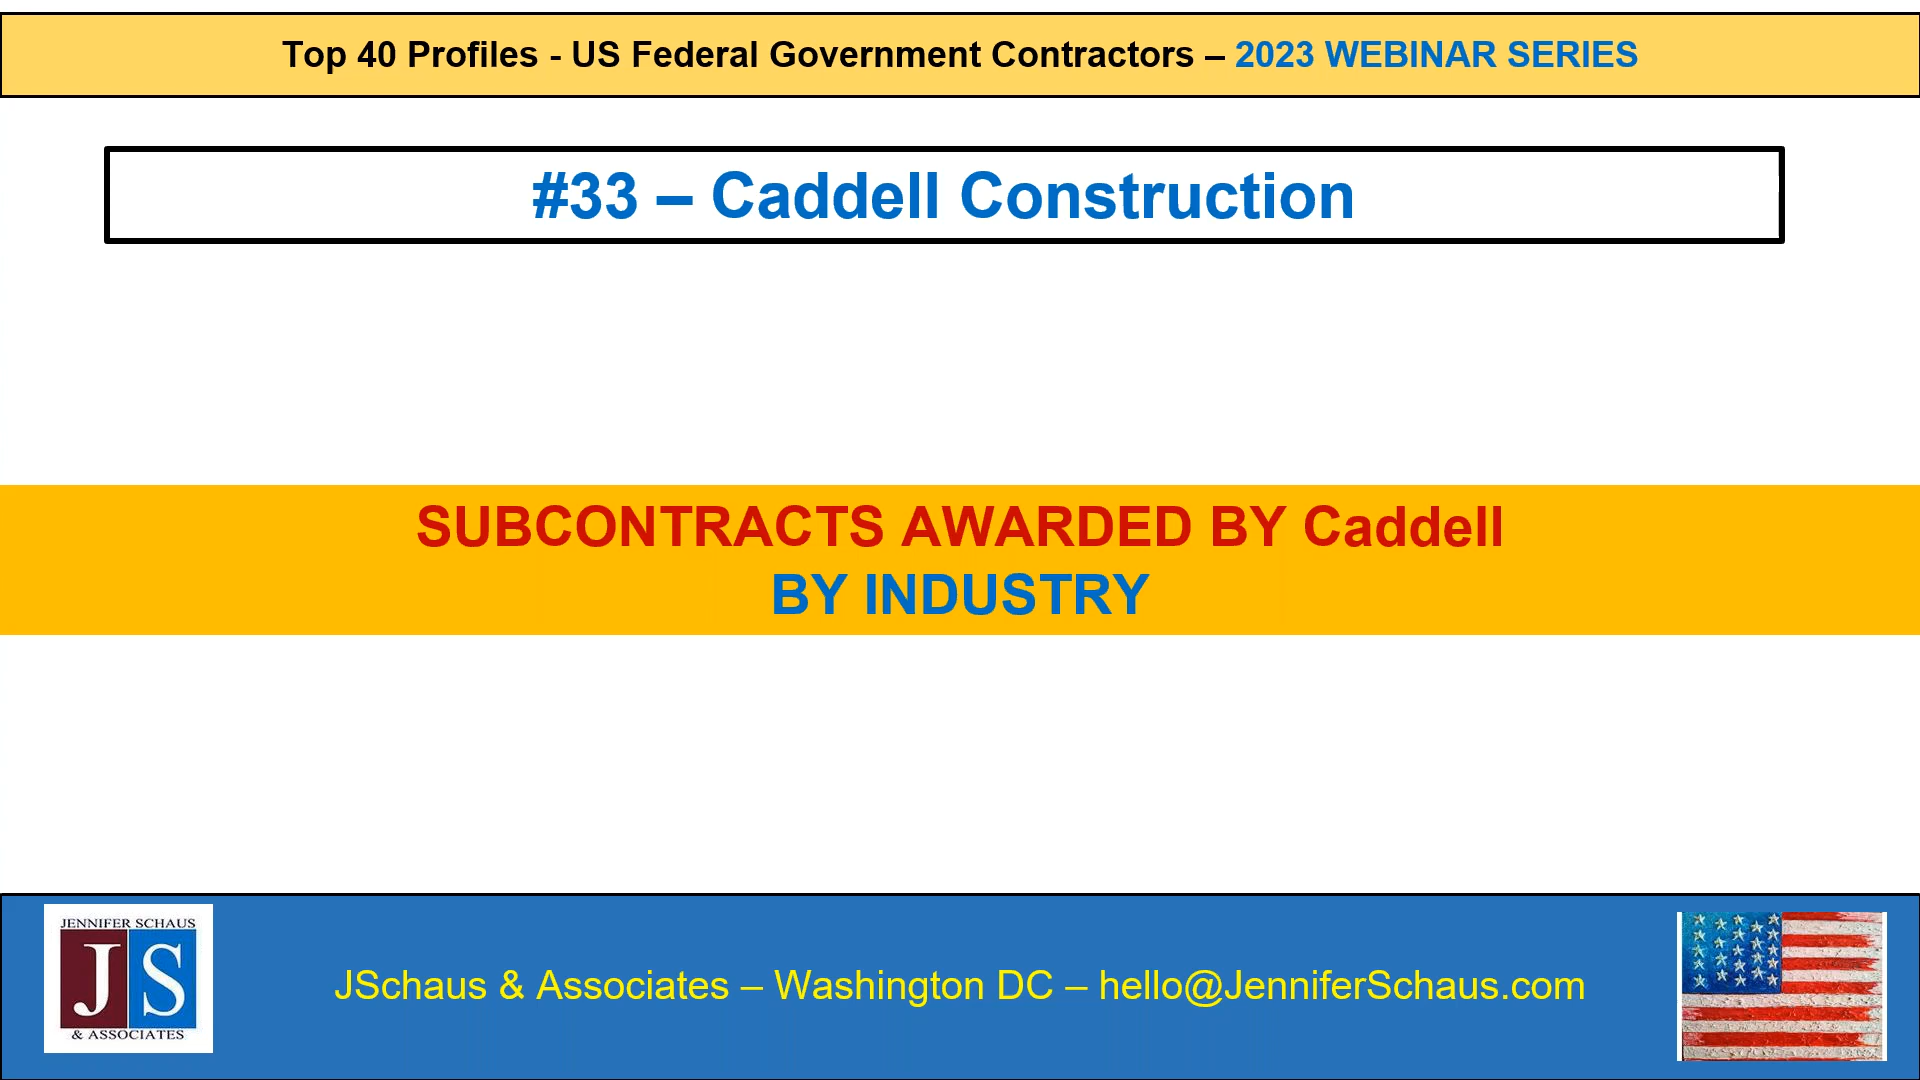 Top 40 Profiles - US Federal Government Contractors – 2023 WEBINAR SERIES
#33 – Caddell Construction
SUBCONTRACTS AWARDED BY Caddell
BY INDUSTRY
JENNIFER SCHAUS
JS
& ASSOCIATES
JSchaus & Associates – Washington DC – hello@JenniferSchaus.com